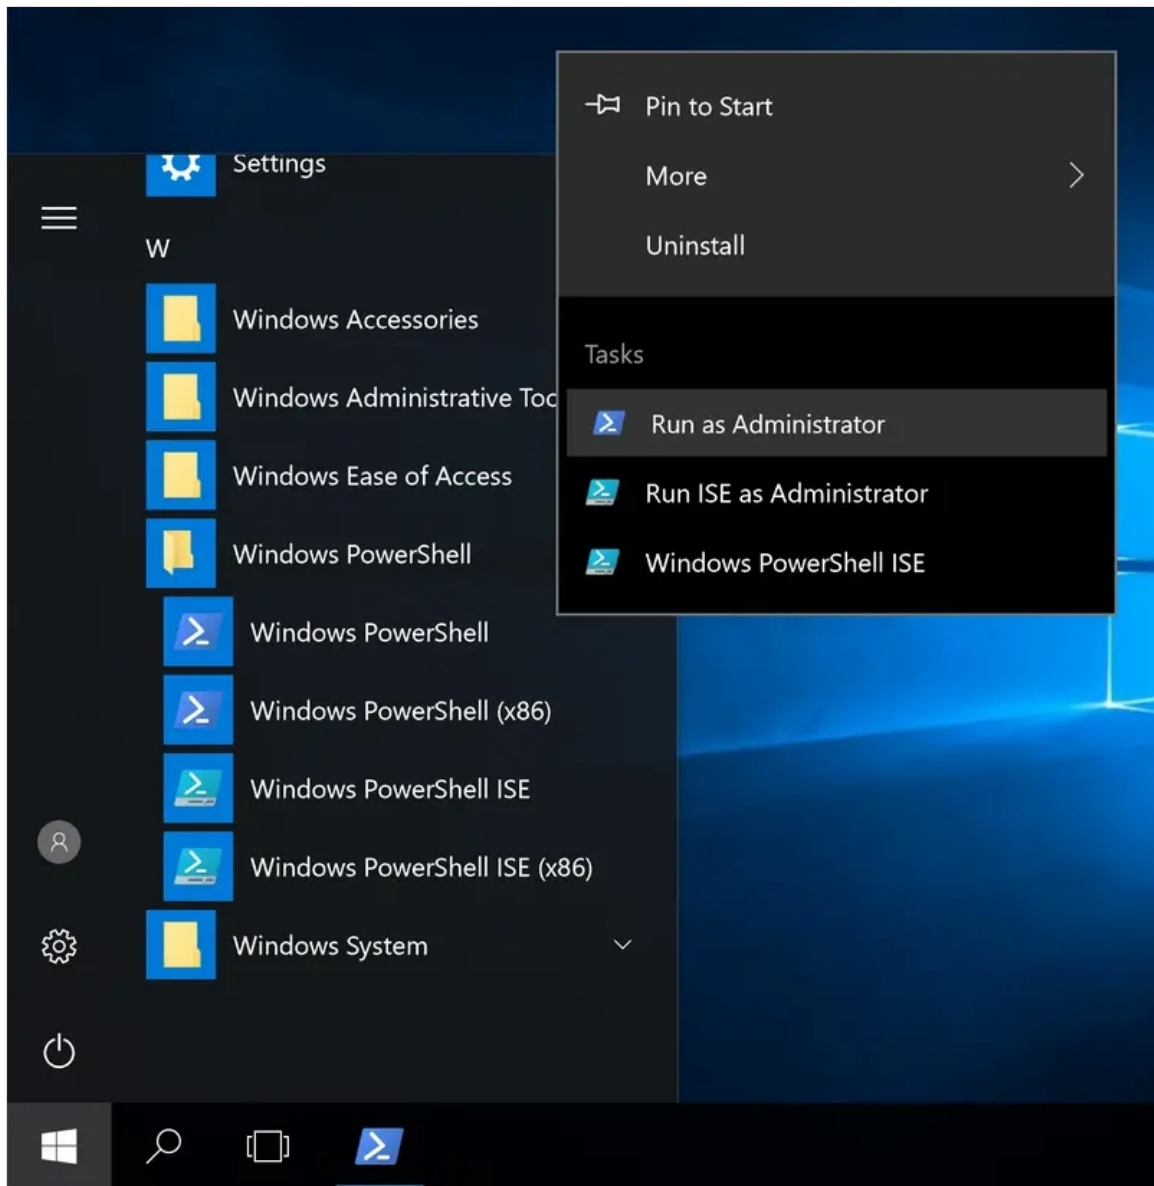 Settings
W
Windows Accessories
Windows Administrative Too
Windows Ease of Access
Windows PowerShell
Windows PowerShell
Windows PowerShell (x86)
Windows PowerShell ISE
Windows PowerShell ISE (x86)
Windows System
Pin to Start
More
Uninstall
Tasks
Run as Administrator
Run ISE as Administrator
Windows PowerShell ISE